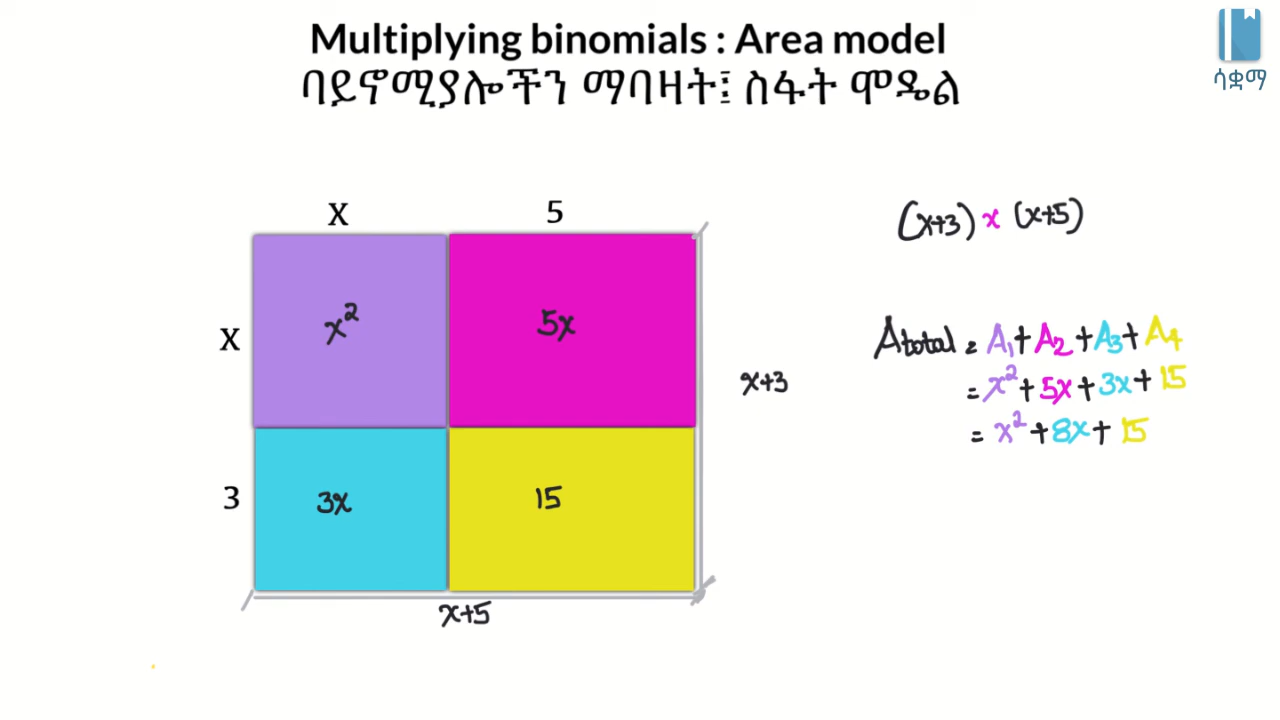 Multiplying binomials : Area model
ባይኖሚያሎችን ማባዛት፤ ስፋት ሞዴል
ሳቋማ
X
5
(x+3) x (x+5)
x²
5x
X
Atotal = A₁+A₂+A₃+A₄
x+3
= x²+5x+3x+15
= x²+8x+15
3
3x
15
x+5